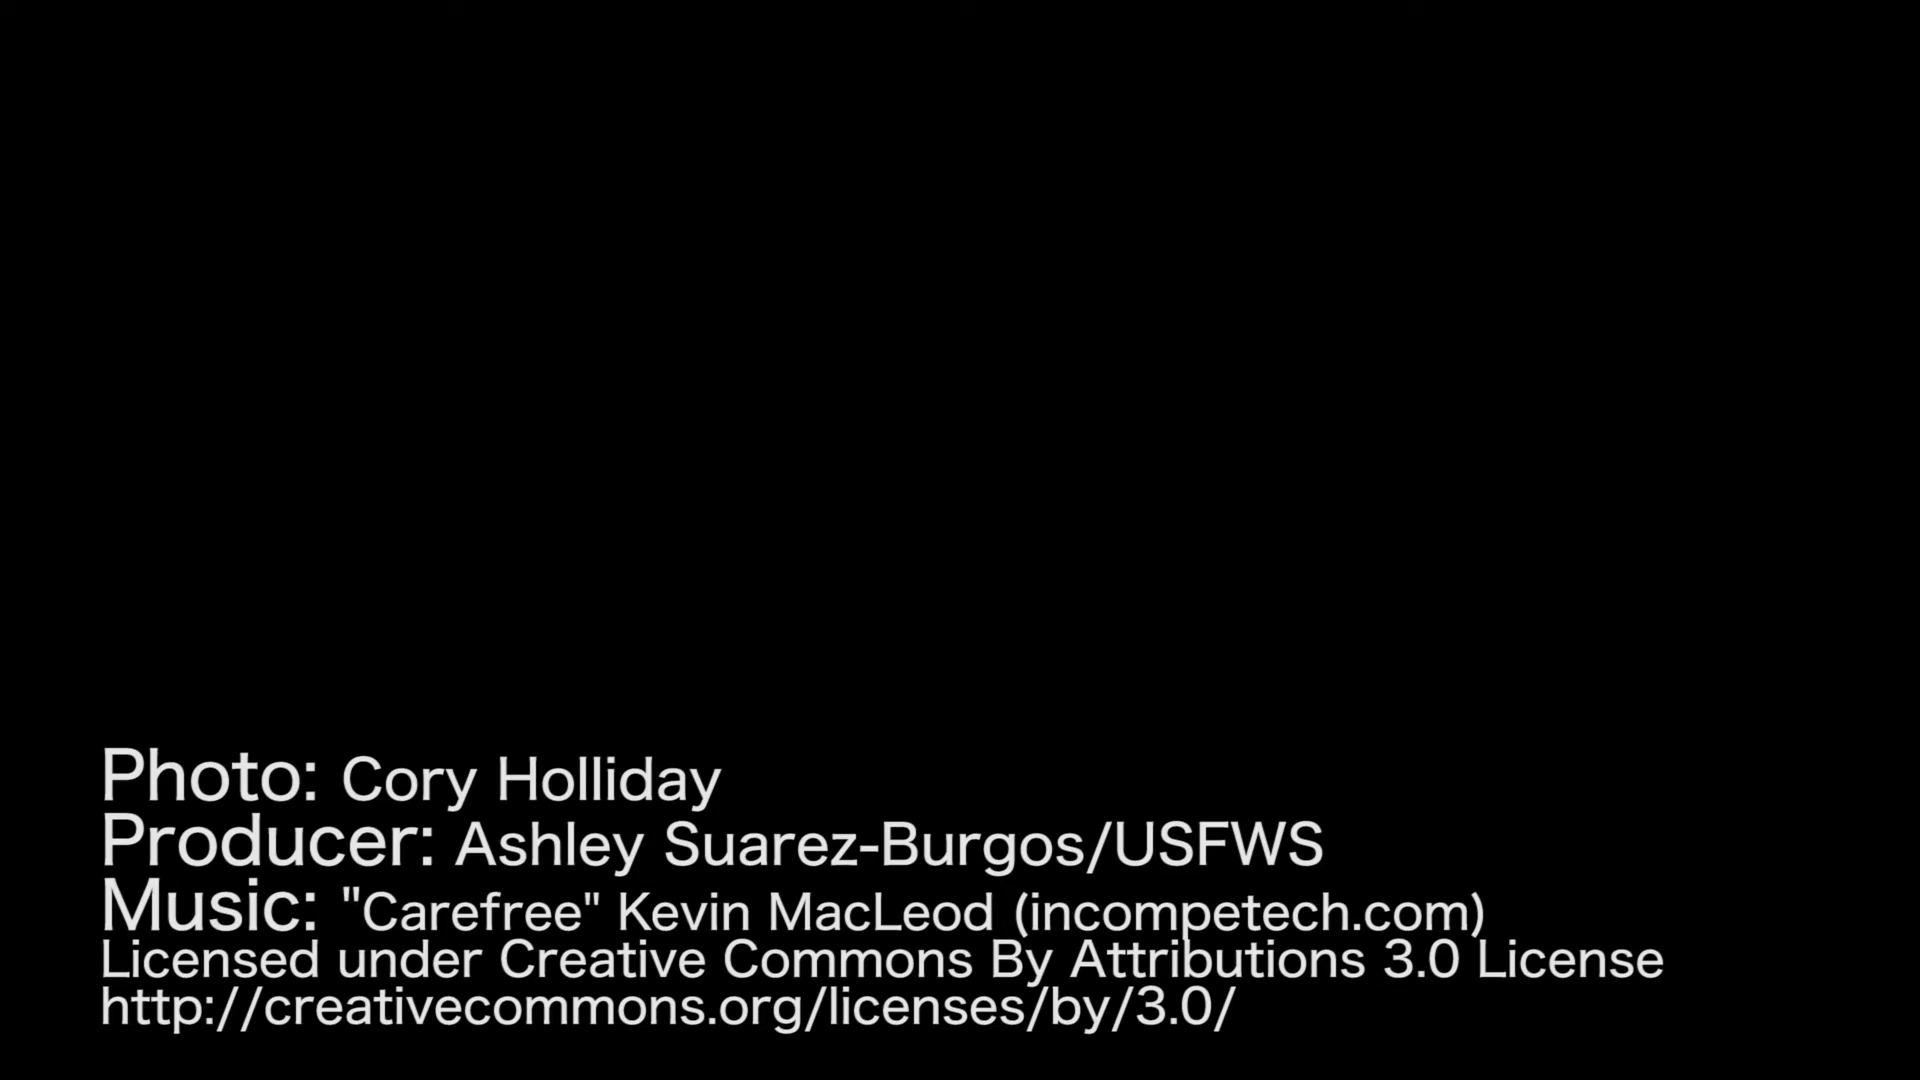 Photo: Cory Holliday
Producer: Ashley Suarez-Burgos/USFWS
Music: "Carefree" Kevin MacLeod (incompetech.com)
Licensed under Creative Commons By Attributions 3.0 License
http://creativecommons.org/licenses/by/3.0/